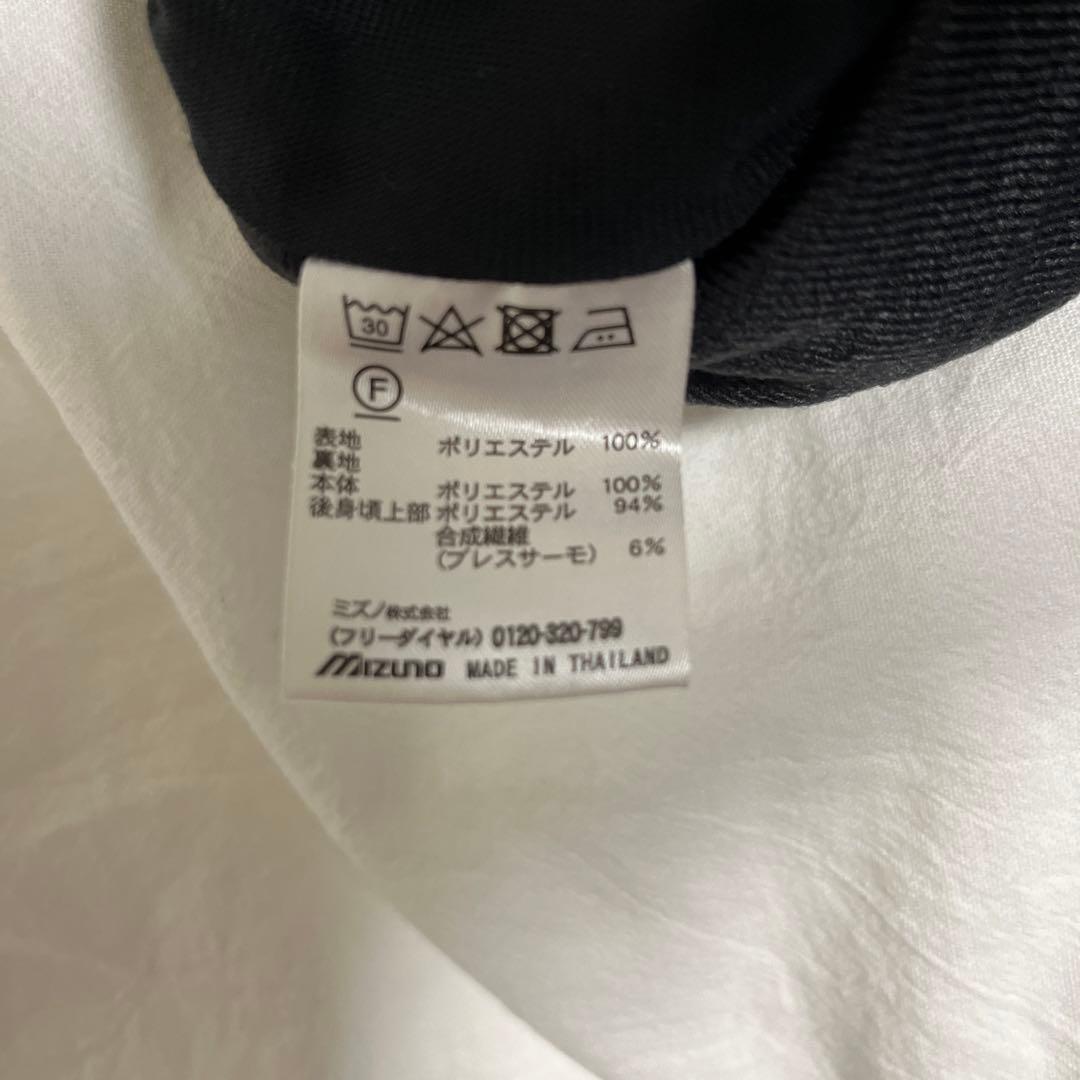 30
F
表地 ポリエステル 100%
裏地
本体 ポリエステル 100%
後身頃上部 ポリエステル 94%
合成繊維
(ブレスサーモ) 6%
ミズノ株式会社
(フリーダイヤル) 0120-320-799
MIZUNO MADE IN THAILAND